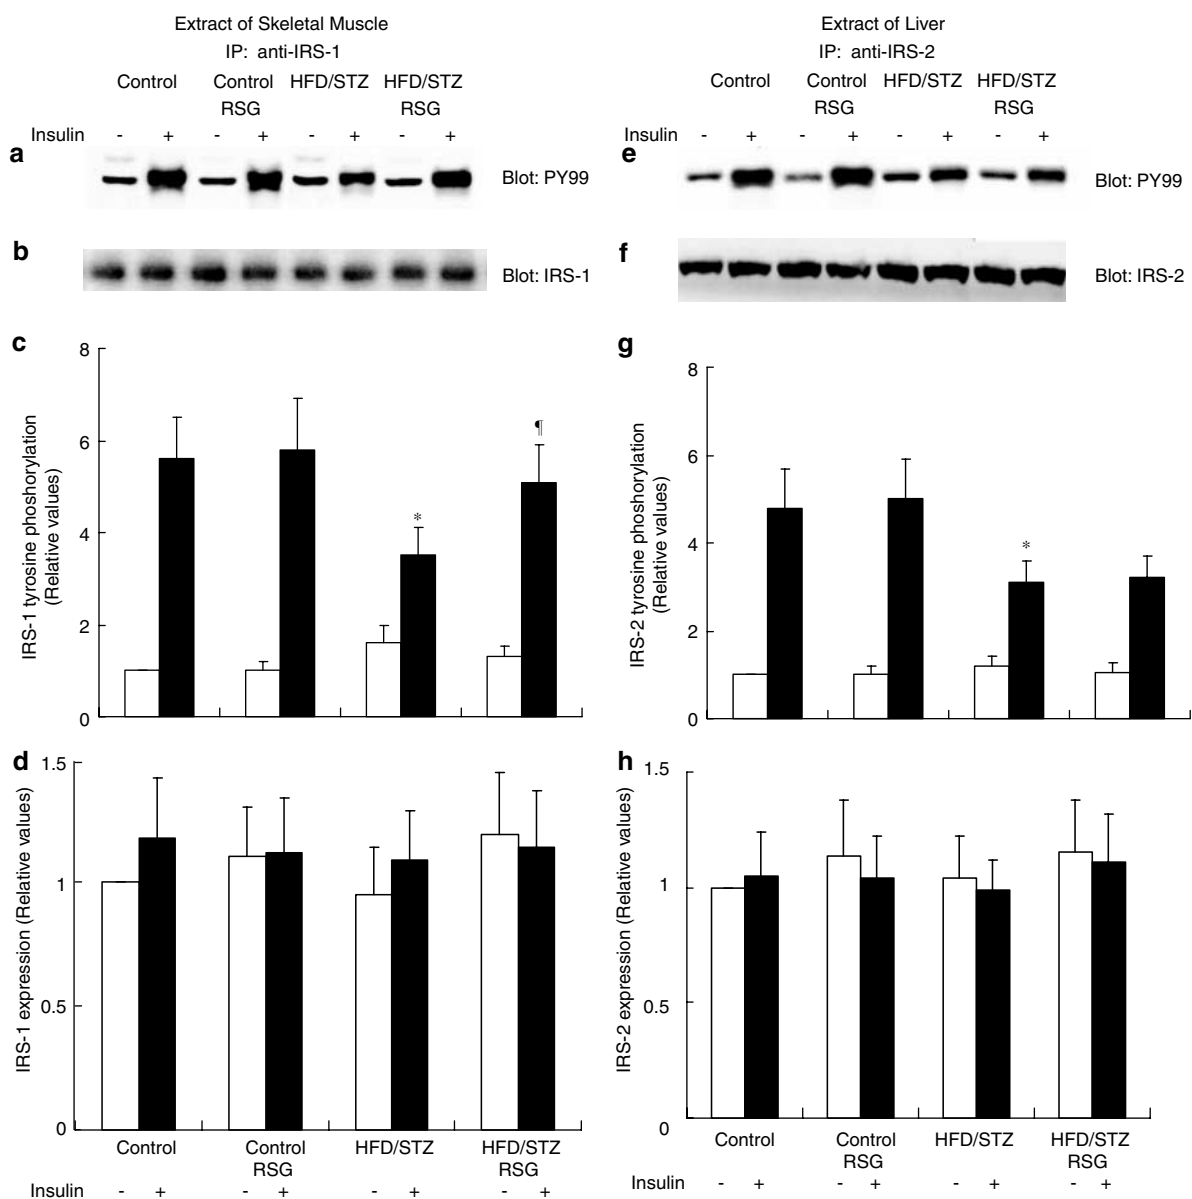 Extract of Skeletal Muscle
IP: anti-IRS-1
Control Control HFD/STZ HFD/STZ
RSG RSG
Insulin - + - + - + - +
a
Blot: PY99
b
Blot: IRS-1
c
8
6
4
2
0
IRS-1 tyrosine phoshorylation
(Relative values)
*
¶
d
1.5
1
0.5
0
IRS-1 expression (Relative values)
Control Control HFD/STZ HFD/STZ
RSG RSG
Insulin - + - + - + - +
Extract of Liver
IP: anti-IRS-2
Control Control HFD/STZ HFD/STZ
RSG RSG
- + - + - + - +
e
Blot: PY99
f
Blot: IRS-2
g
8
6
4
2
0
IRS-2 tyrosine phoshorylation
(Relative values)
*
h
1.5
1
0.5
0
IRS-2 expression (Relative values)
Control Control HFD/STZ HFD/STZ
RSG RSG
Insulin - + - + - + - +